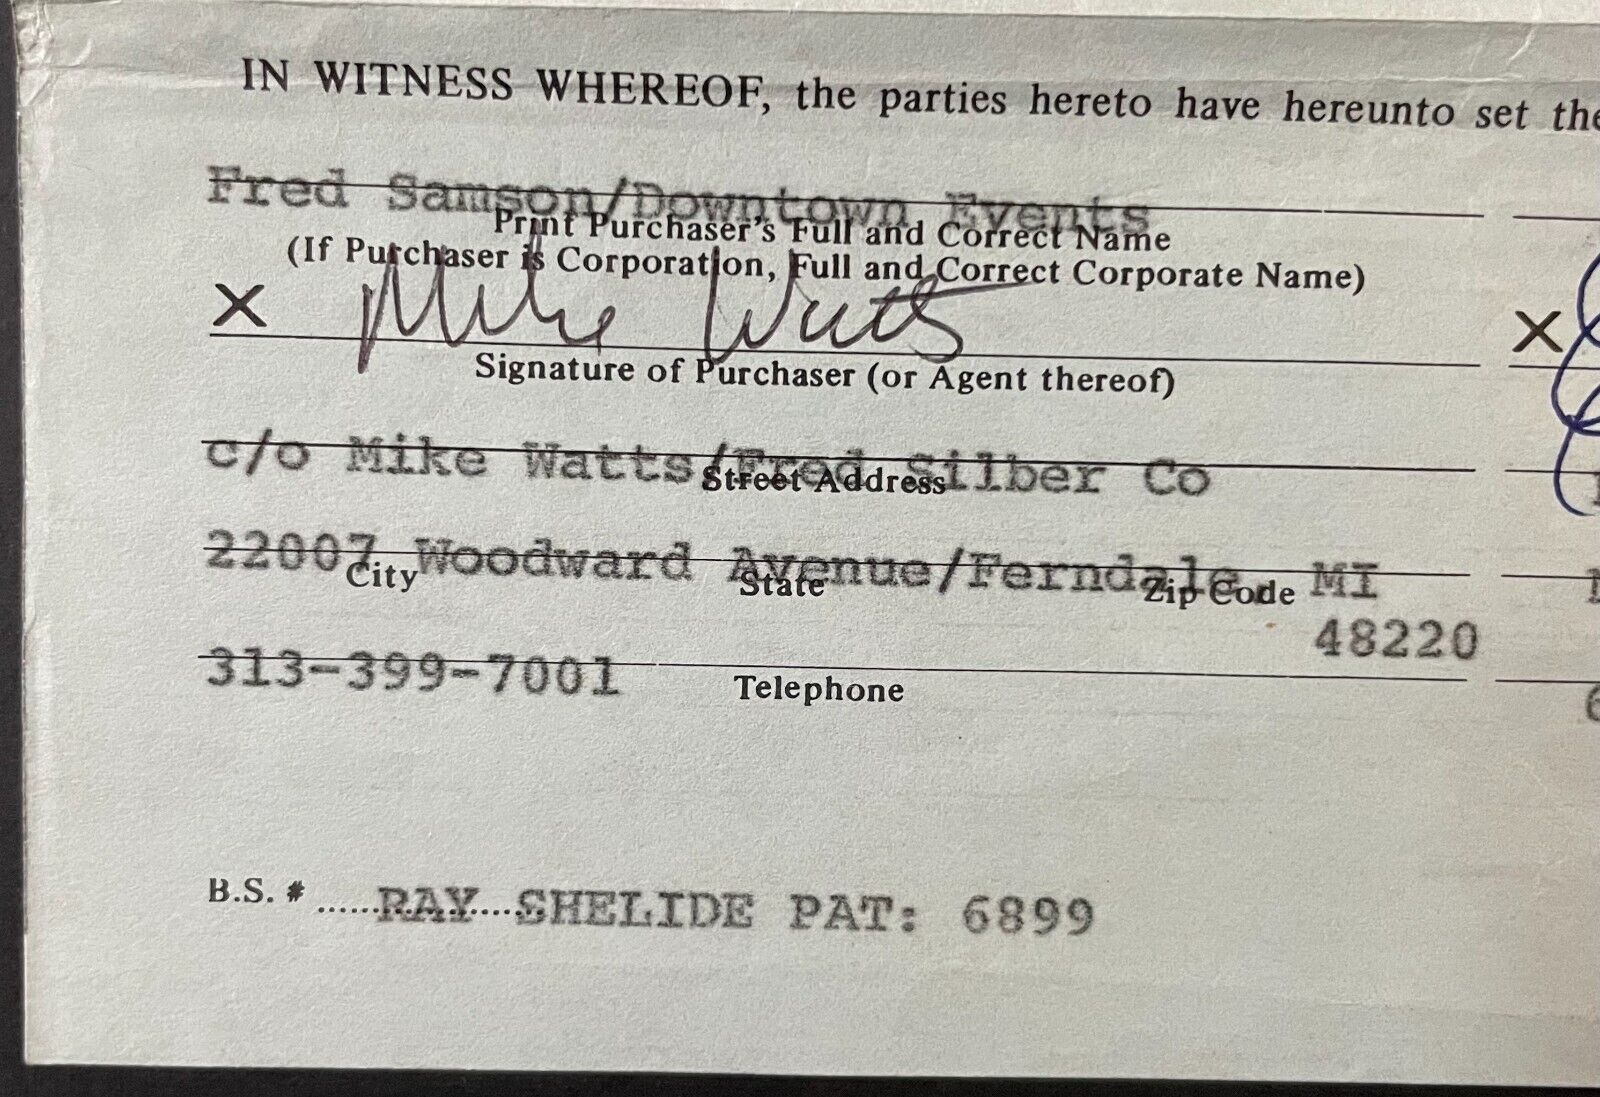 IN WITNESS WHEREOF, the parties hereto have hereunto set the
Fred Samson/Downtown Events
Print Purchaser's Full and Correct Name
(If Purchaser is Corporation, Full and Correct Corporate Name)
X Mike Watts X
Signature of Purchaser (or Agent thereof)
c/o Mike Watts/Fred Silber Co
Street Address
22007 Woodward Avenue/Ferndale, MI
City State Zip Code
48220
313-399-7001
Telephone
B.S. # ...... RAY SHELIDE PAT: 6899